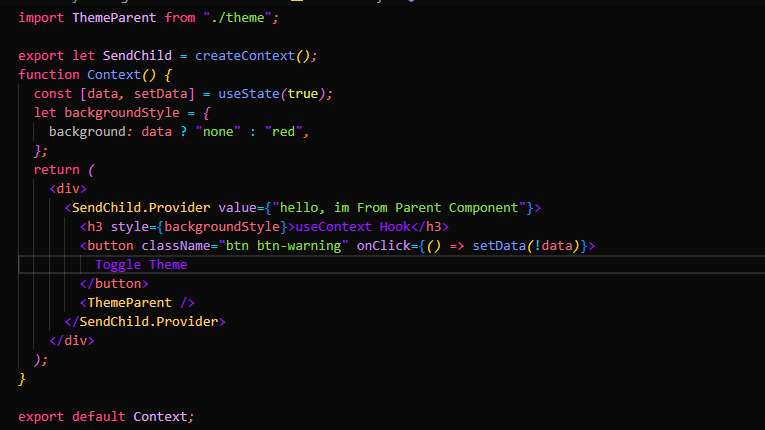 import ThemeParent from "./theme";
export let SendChild = createContext();
function Context() {
const [data, setData] = useState(true);
let backgroundStyle = {
background: data ? "none" : "red",
};
return (
<div>
<SendChild.Provider value={"hello, im From Parent Component"}>
<h3 style={backgroundStyle}>useContext Hook</h3>
<button className="btn btn-warning" onClick={() => setData(!data)}>
Toggle Theme
</button>
<ThemeParent />
</SendChild.Provider>
</div>
);
}
export default Context;